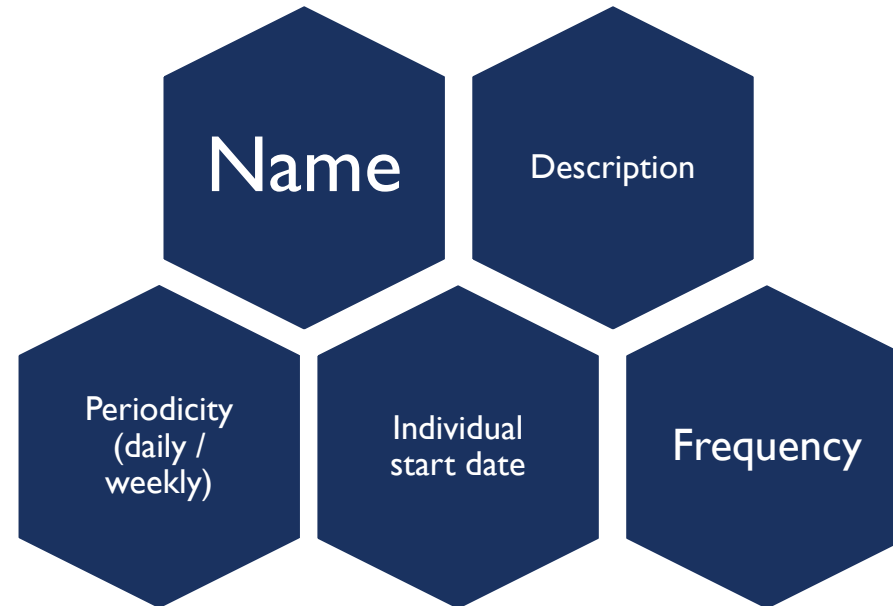 Name
Description
Periodicity
(daily /
weekly)
Individual
start date
Frequency